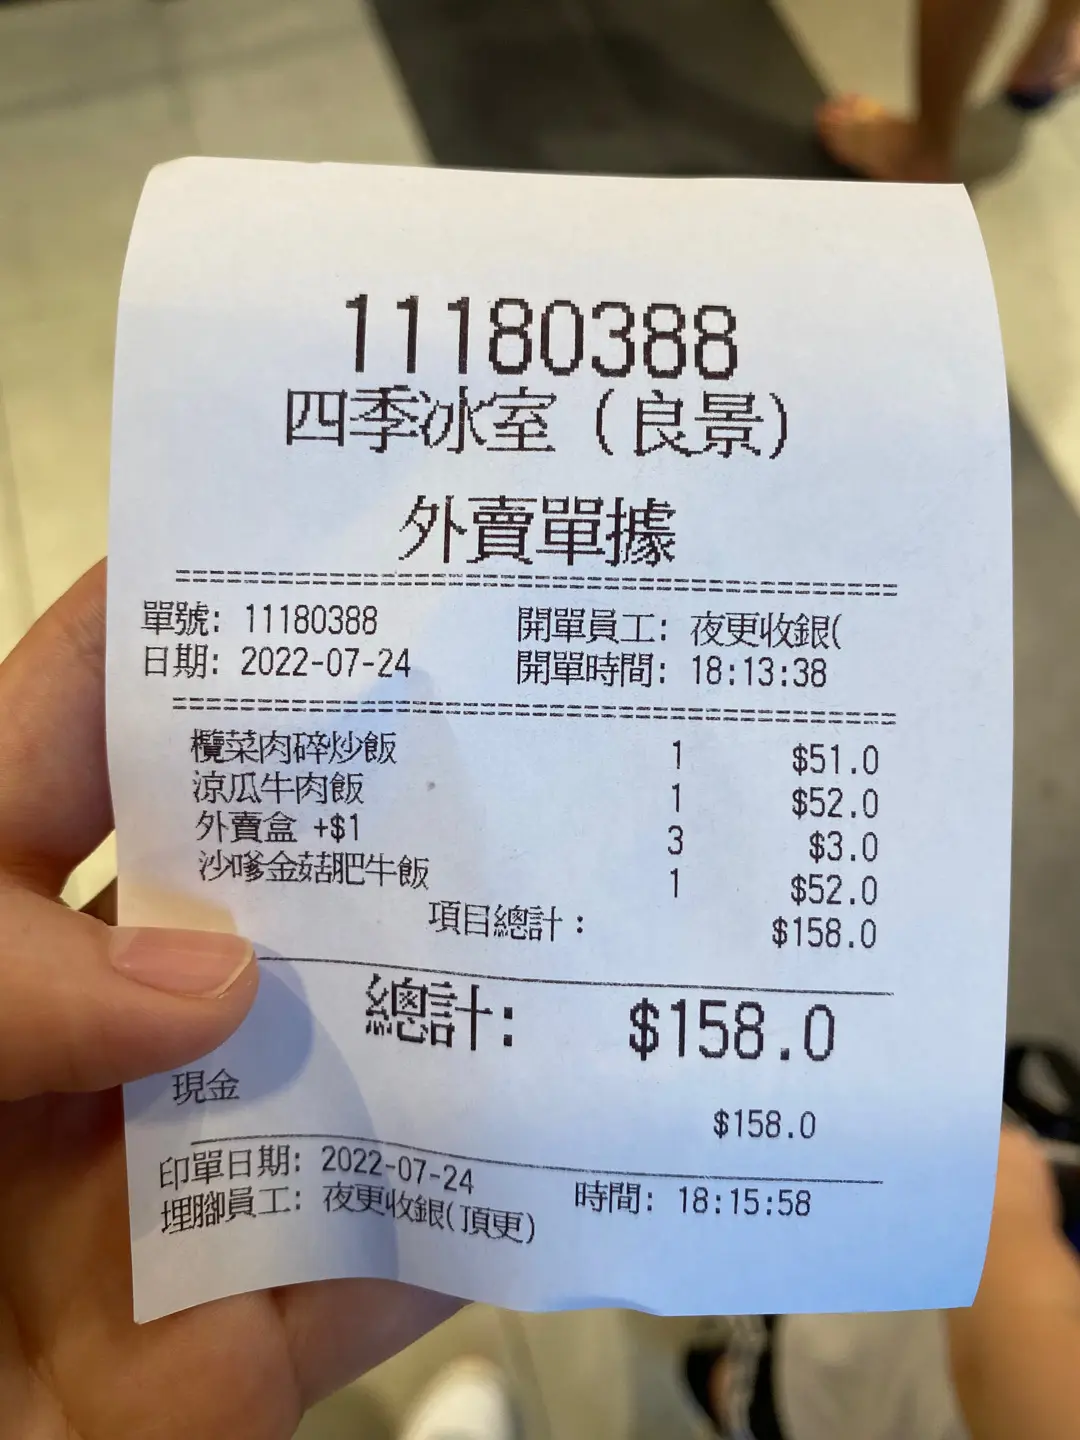 11180388
四季冰室（良景）
外賣單據
單號: 11180388 開單員工: 夜更收銀(
日期: 2022-07-24 開單時間: 18:13:38
欖菜肉碎炒飯 1 $51.0
涼瓜牛肉飯 1 $52.0
外賣盒 +$1 3 $3.0
沙嗲金菇肥牛飯 1 $52.0
項目總計： $158.0
總計: $158.0
現金 $158.0
印單日期: 2022-07-24 時間: 18:15:58
埋腳員工: 夜更收銀(頂更)